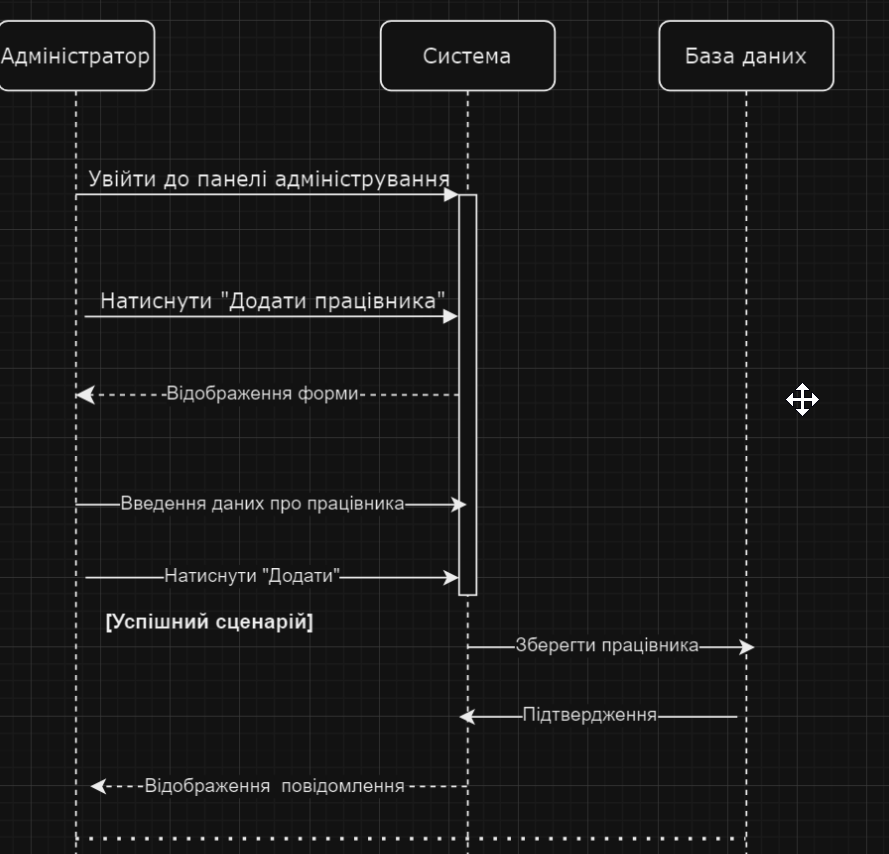 Адміністратор
Система
База даних
Увійти до панелі адміністрування
Натиснути "Додати працівника"
Відображення форми
Введення даних про працівника
Натиснути "Додати"
[Успішний сценарій]
Зберегти працівника
Підтвердження
Відображення повідомлення